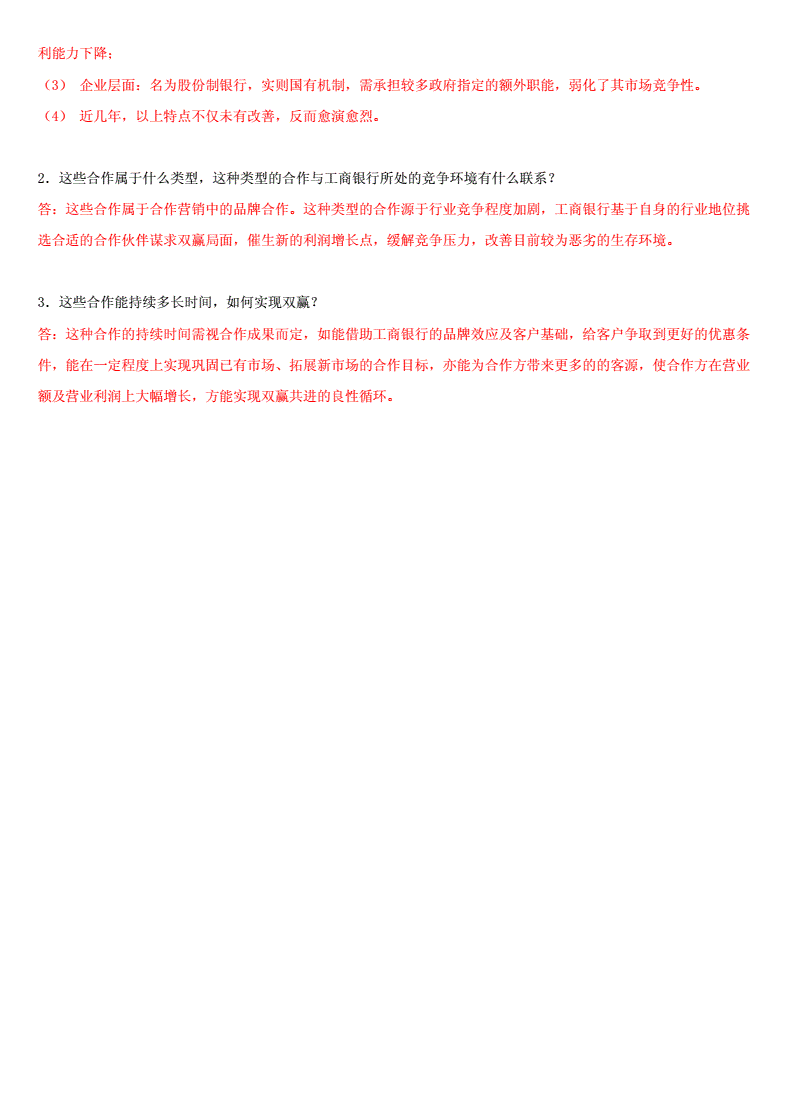 利能力下降；
（3） 企业层面：名为股份制银行，实则国有机制，需承担较多政府指定的额外职能，弱化了其市场竞争性。
（4） 近几年，以上特点不仅未有改善，反而愈演愈烈。
2．这些合作属于什么类型，这种类型的合作与工商银行所处的竞争环境有什么联系？
答：这些合作属于合作营销中的品牌合作。这种类型的合作源于行业竞争程度加剧，工商银行基于自身的行业地位挑
选合适的合作伙伴谋求双赢局面，催生新的利润增长点，缓解竞争压力，改善目前较为恶劣的生存环境。
3．这些合作能持续多长时间，如何实现双赢？
答：这种合作的持续时间需视合作成果而定，如能借助工商银行的品牌效应及客户基础，给客户争取到更好的优惠条
件，能在一定程度上实现巩固已有市场、拓展新市场的合作目标，亦能为合作方带来更多的的客源，使合作方在营业
额及营业利润上大幅增长，方能实现双赢共进的良性循环。